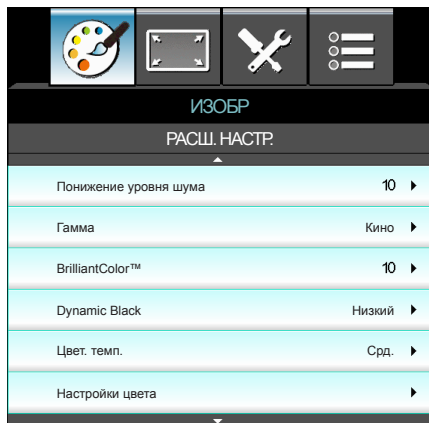 ИЗОБР
РАСШ. НАСТР.
Понижение уровня шума 10
Гамма Кино
BrilliantColor™ 10
Dynamic Black Низкий
Цвет. темп. Срд.
Настройки цвета